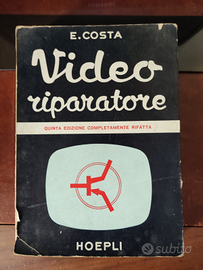 E. COSTA
Video
riparatore
QUINTA EDIZIONE COMPLETAMENTE RIFATTA
HOEPLI
subito